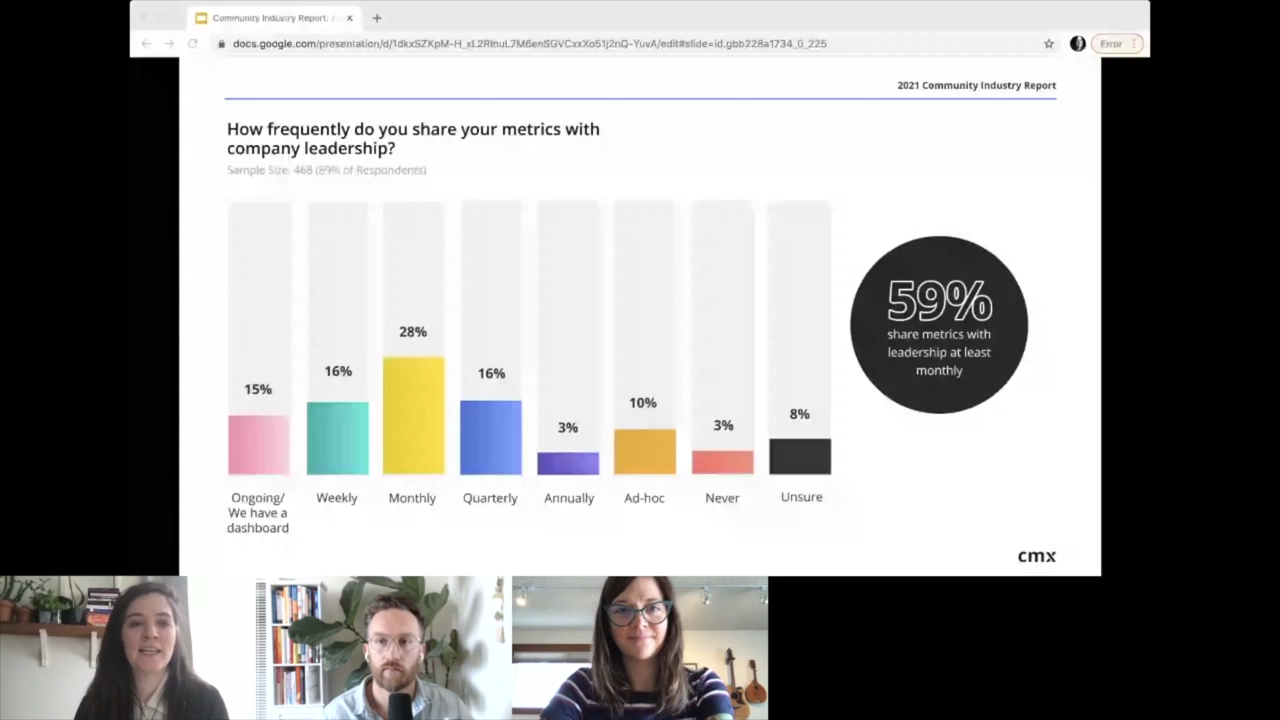 Community Industry Report:
docs.google.com/presentation/d/1dkxSZKpM-H_xL2RlnuL7M6enSGVCxxXo51j2nQ-YuvA/edit#slide=id.gbb228a1734_0_225
Error
2021 Community Industry Report
How frequently do you share your metrics with
company leadership?
Sample Size: 468 (89% of Respondents)
15%
16%
28%
16%
3%
10%
3%
8%
Ongoing/
We have a
dashboard
Weekly
Monthly
Quarterly
Annually
Ad-hoc
Never
Unsure
59%
share metrics with
leadership at least
monthly
cmx